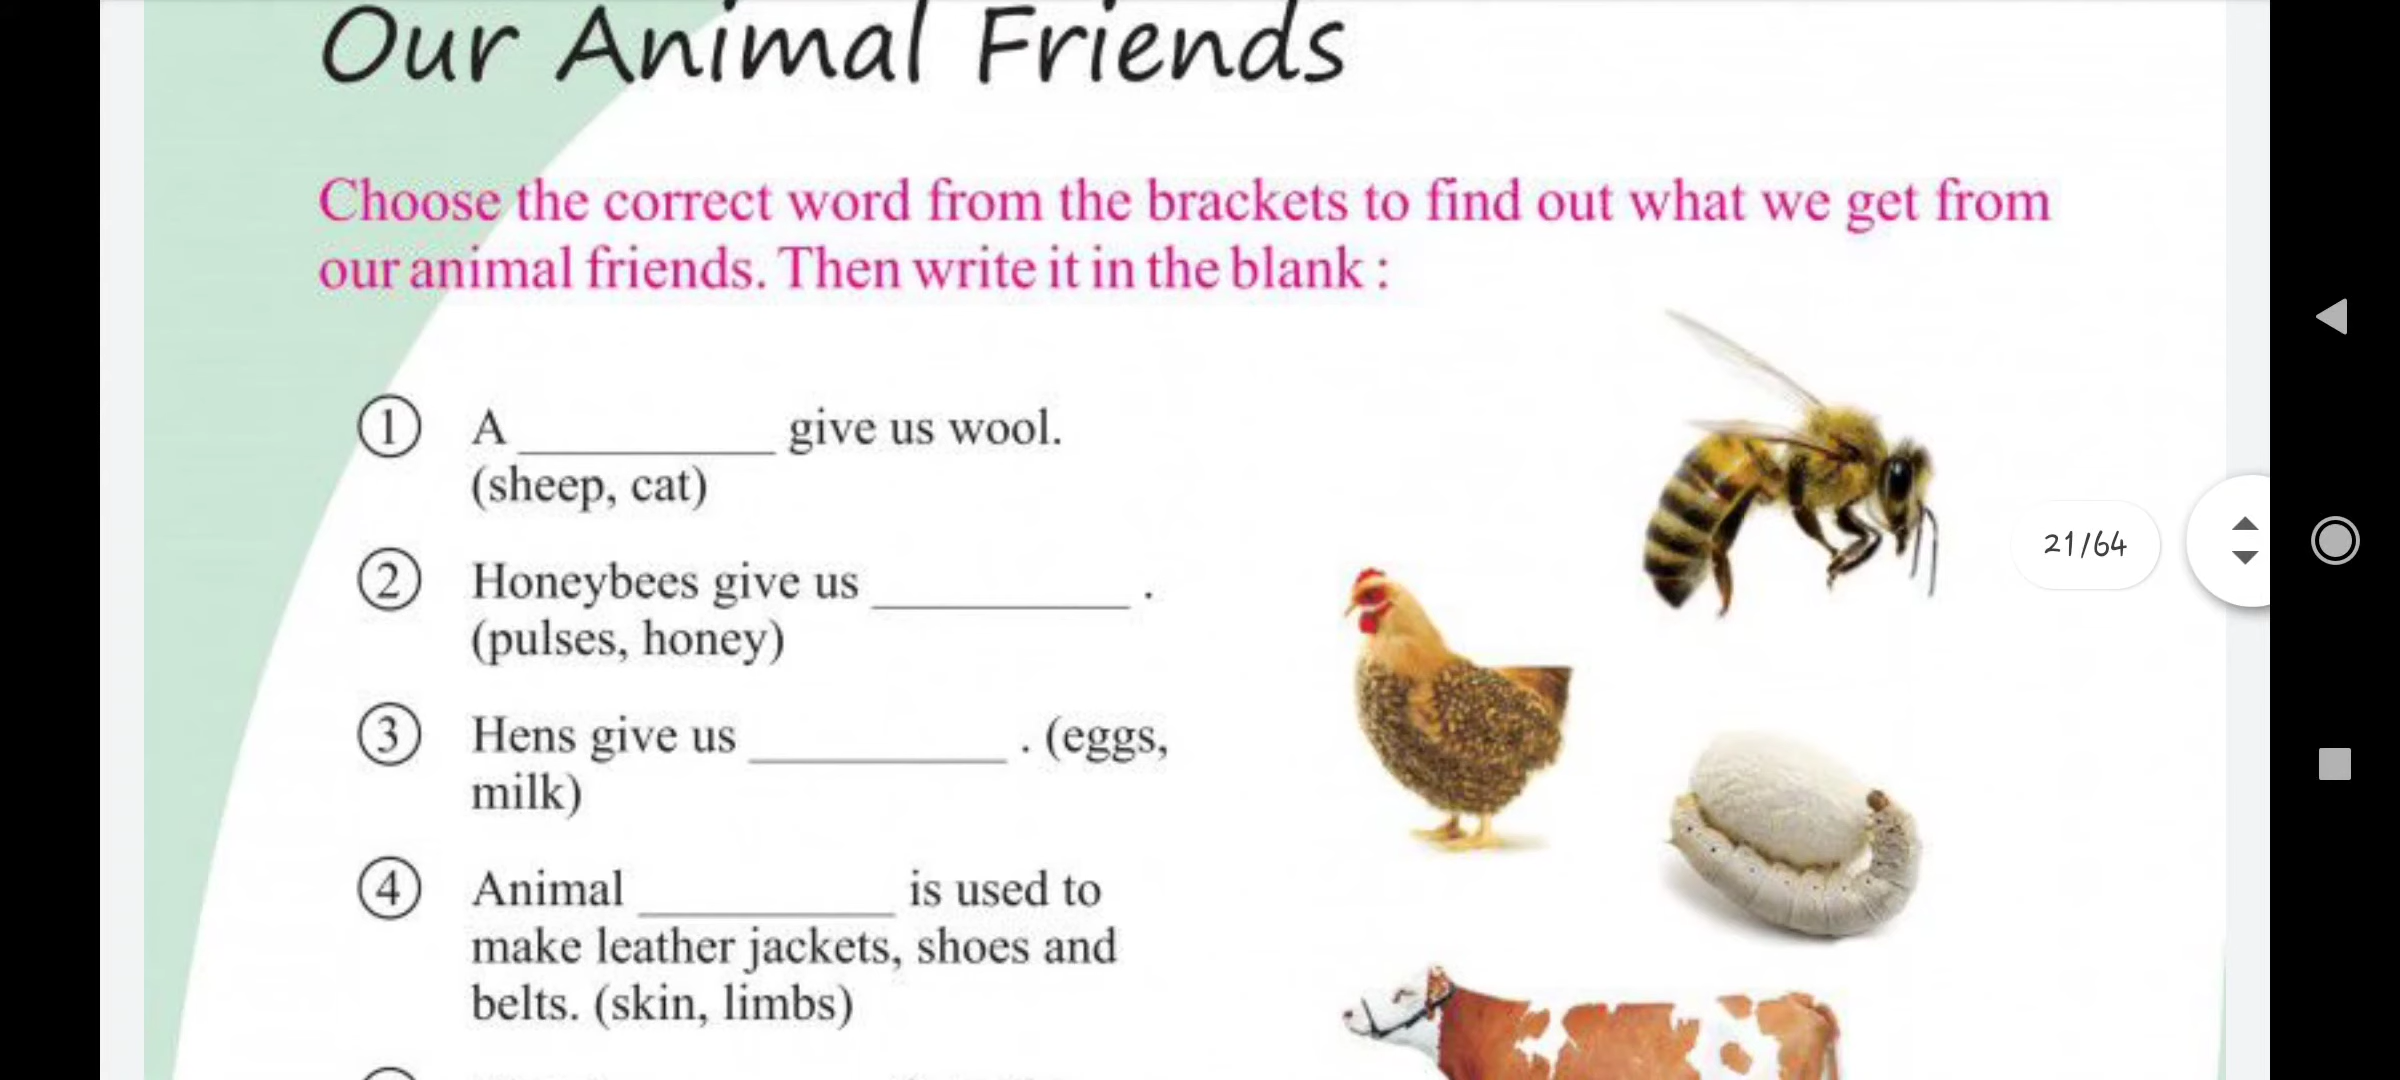 Our Animal Friends
Choose the correct word from the brackets to find out what we get from
our animal friends. Then write it in the blank :
1 A __________ give us wool.
(sheep, cat)
2 Honeybees give us __________ .
(pulses, honey)
3 Hens give us __________ . (eggs,
milk)
4 Animal __________ is used to
make leather jackets, shoes and
belts. (skin, limbs)
21/64